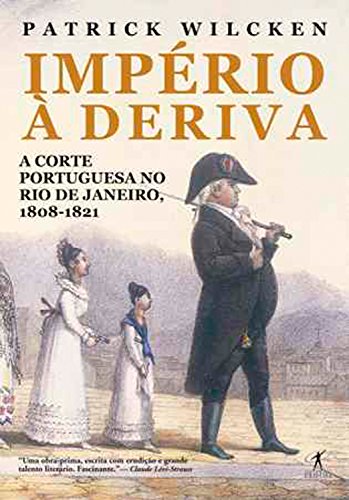 PATRICK WILCKEN
IMPÉRIO
À DERIVA
A CORTE
PORTUGUESA NO
RIO DE JANEIRO,
1808-1821
"Uma obra-prima, escrita com erudição e grande
talento literário. Fascinante." — Claude Lévi-Strauss